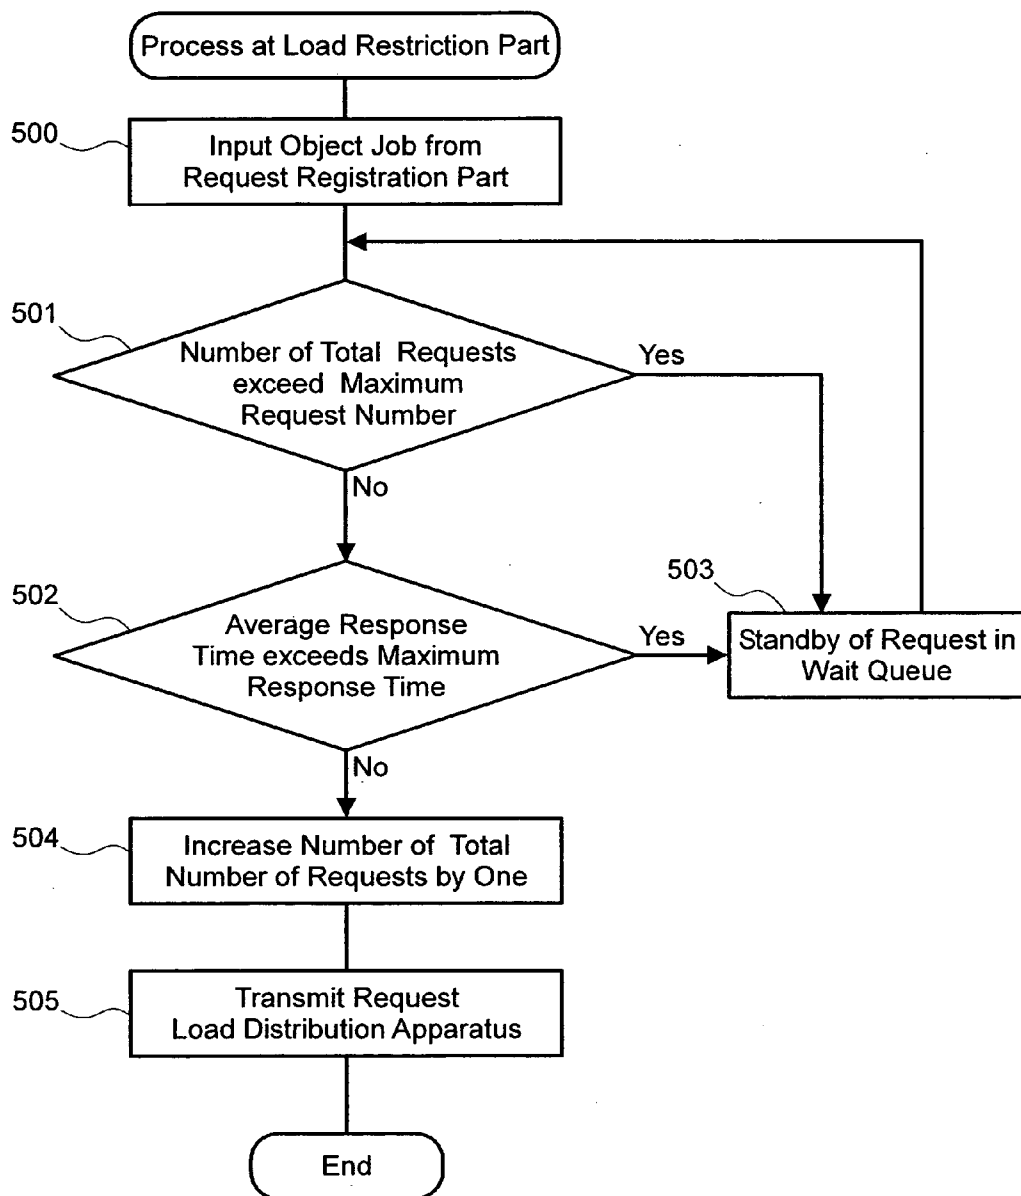 Process at Load Restriction Part
500
Input Object Job from
Request Registration Part
501
Number of Total Requests
exceed Maximum
Request Number
Yes
No
502
Average Response
Time exceeds Maximum
Response Time
Yes
503
Standby of Request in
Wait Queue
No
504
Increase Number of Total
Number of Requests by One
505
Transmit Request
Load Distribution Apparatus
End